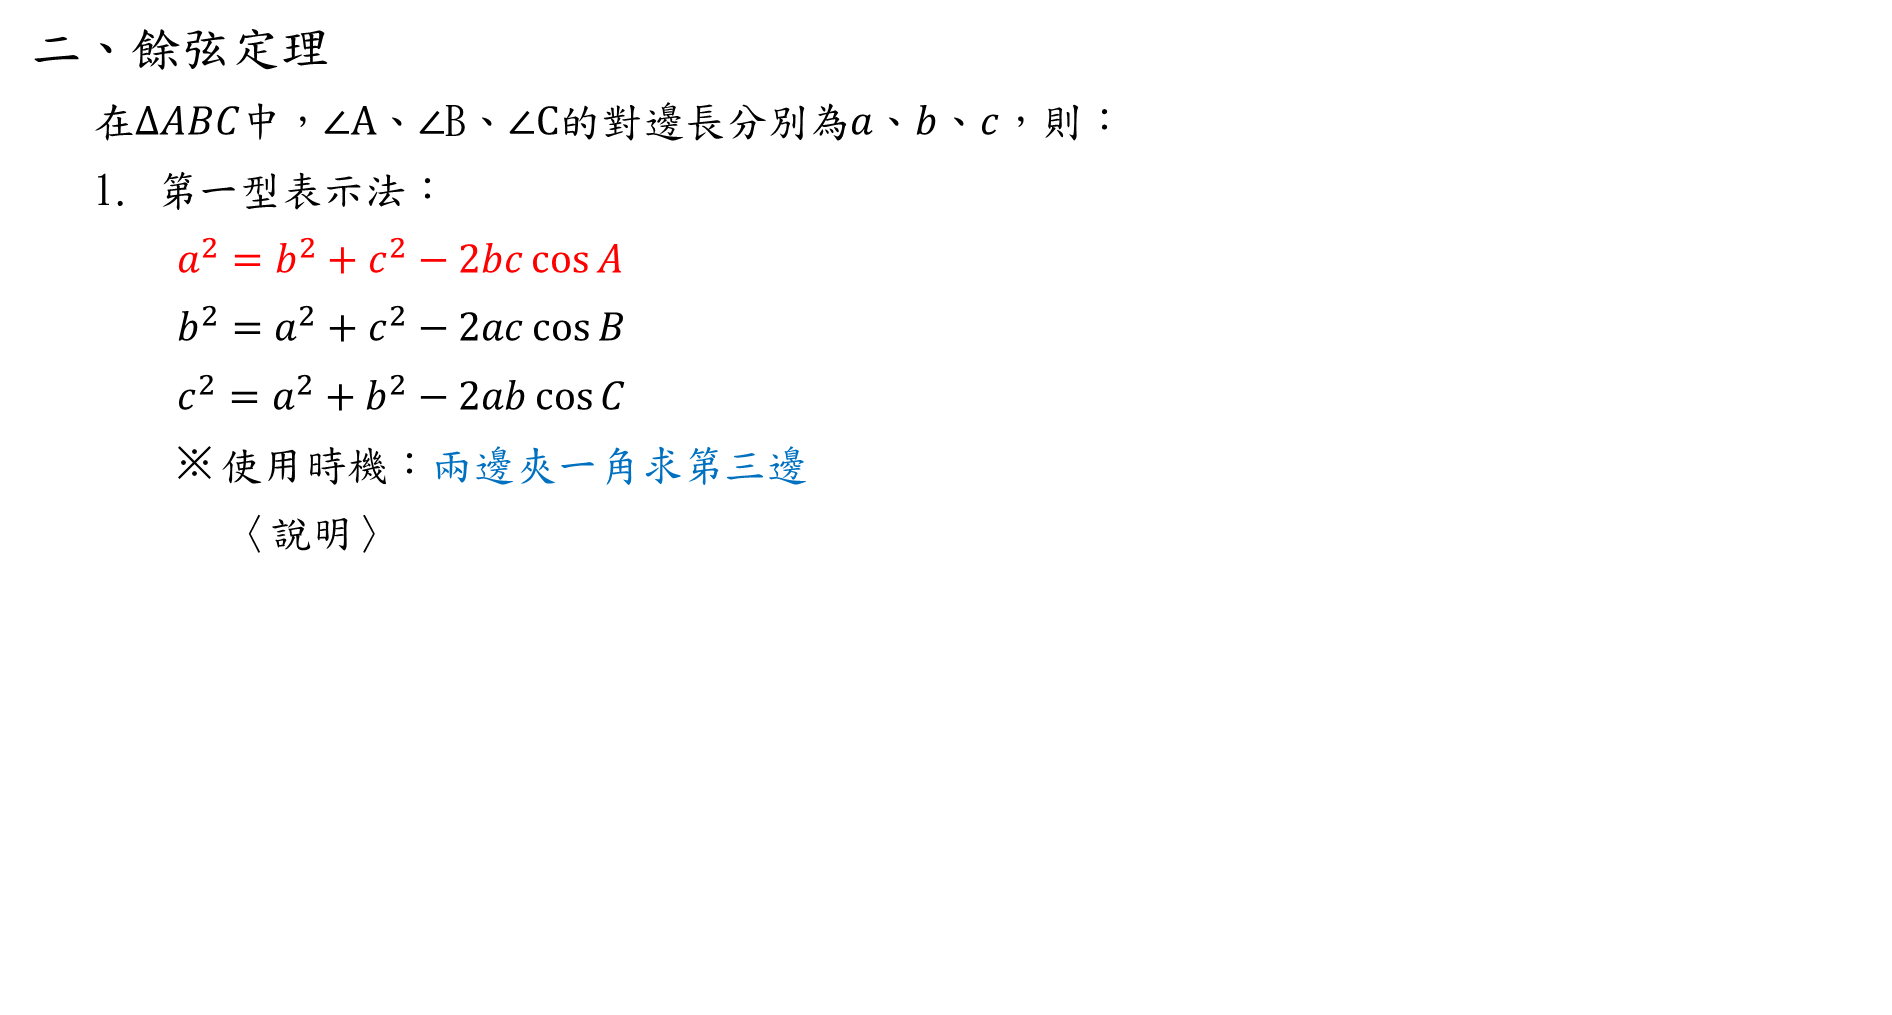 二、餘弦定理
在ΔABC中，∠A、∠B、∠C的對邊長分別為a、b、c，則：
1. 第一型表示法：
a² = b² + c² − 2bc cos A
b² = a² + c² − 2ac cos B
c² = a² + b² − 2ab cos C
※使用時機：兩邊夾一角求第三邊
〈說明〉